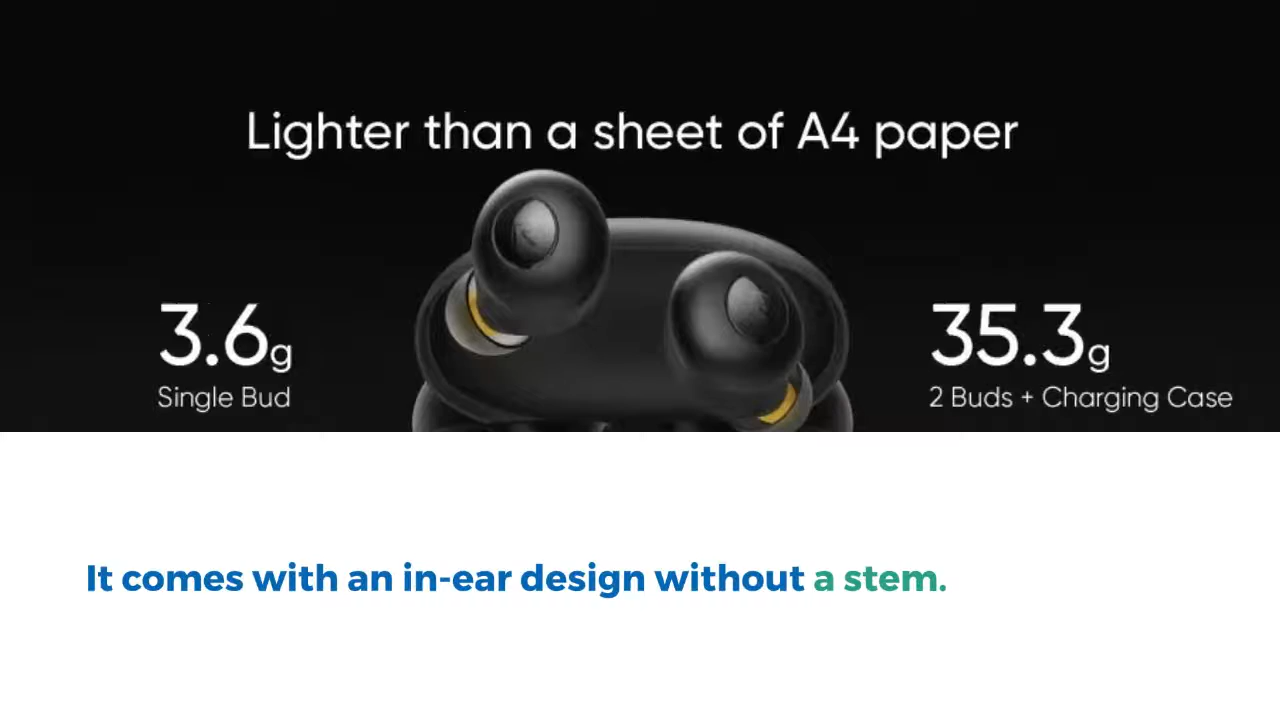 Lighter than a sheet of A4 paper
3.6g
Single Bud
35.3g
2 Buds + Charging Case
It comes with an in-ear design without a stem.